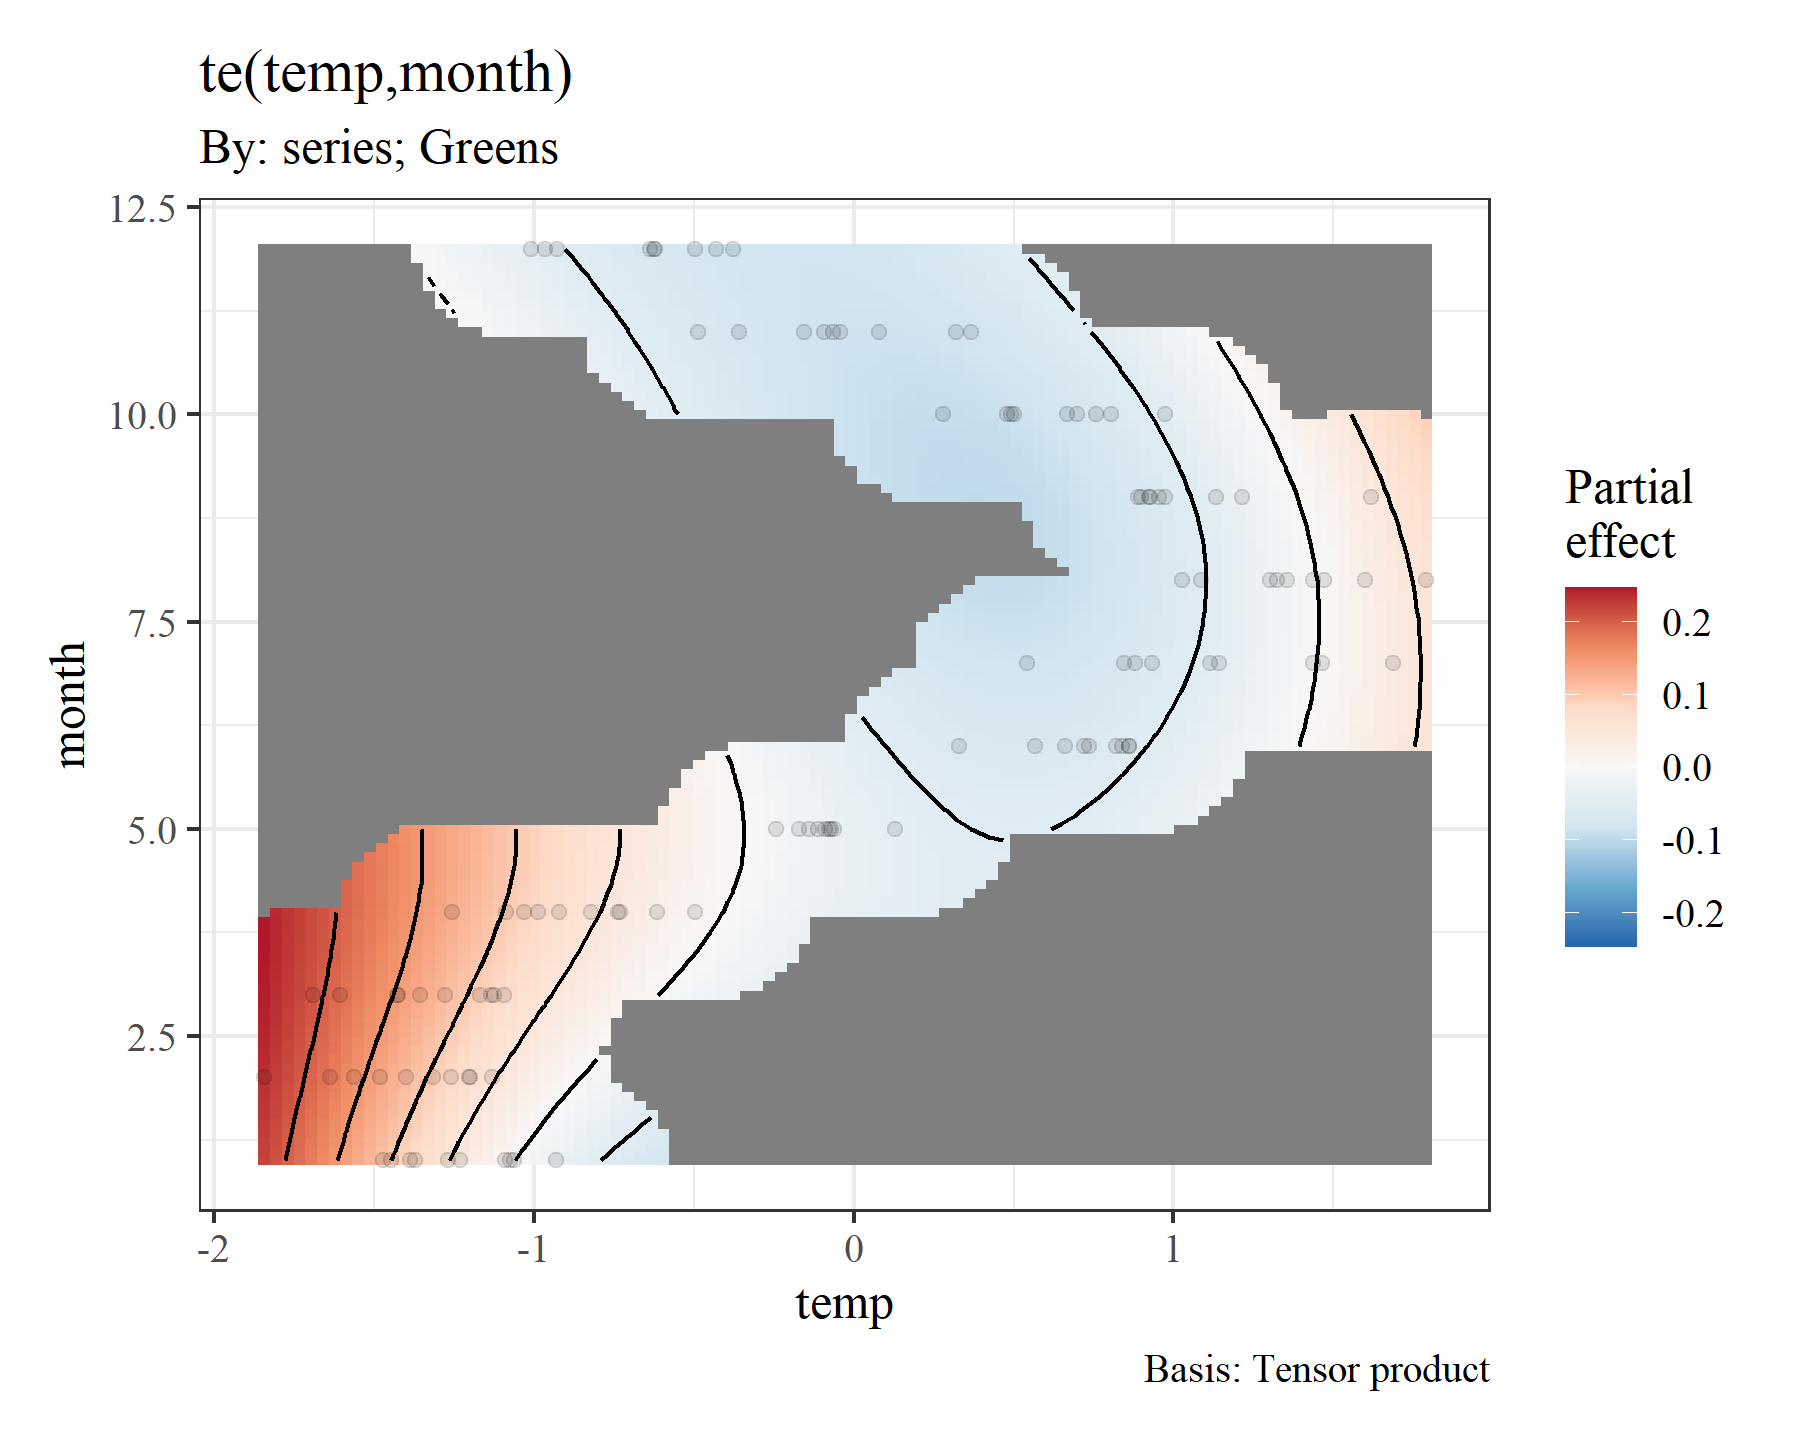 te(temp,month)
By: series; Greens
12.5
10.0
7.5
5.0
2.5
month
-2
-1
0
1
temp
Partial
effect
0.2
0.1
0.0
-0.1
-0.2
Basis: Tensor product